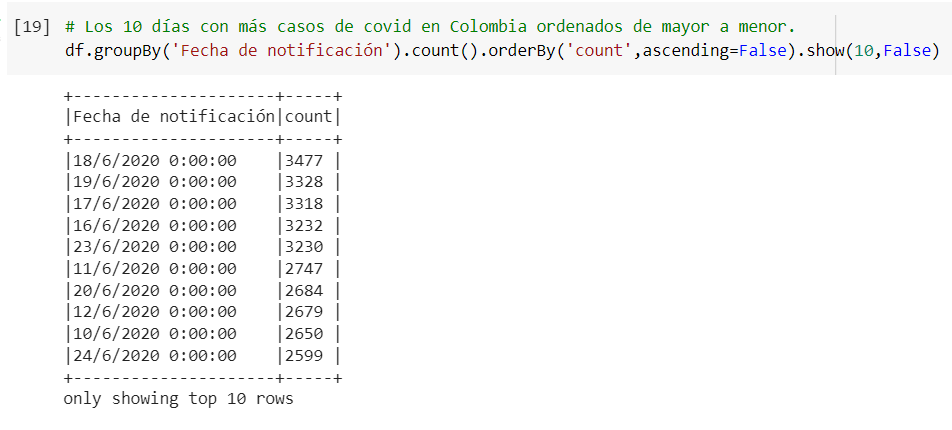 [19] # Los 10 días con más casos de covid en Colombia ordenados de mayor a menor.
df.groupBy('Fecha de notificación').count().orderBy('count',ascending=False).show(10,False)
+---------------------+-----+
|Fecha de notificación|count|
+---------------------+-----+
|18/6/2020 0:00:00    |3477 |
|19/6/2020 0:00:00    |3328 |
|17/6/2020 0:00:00    |3318 |
|16/6/2020 0:00:00    |3232 |
|23/6/2020 0:00:00    |3230 |
|11/6/2020 0:00:00    |2747 |
|20/6/2020 0:00:00    |2684 |
|12/6/2020 0:00:00    |2679 |
|10/6/2020 0:00:00    |2650 |
|24/6/2020 0:00:00    |2599 |
+---------------------+-----+
only showing top 10 rows